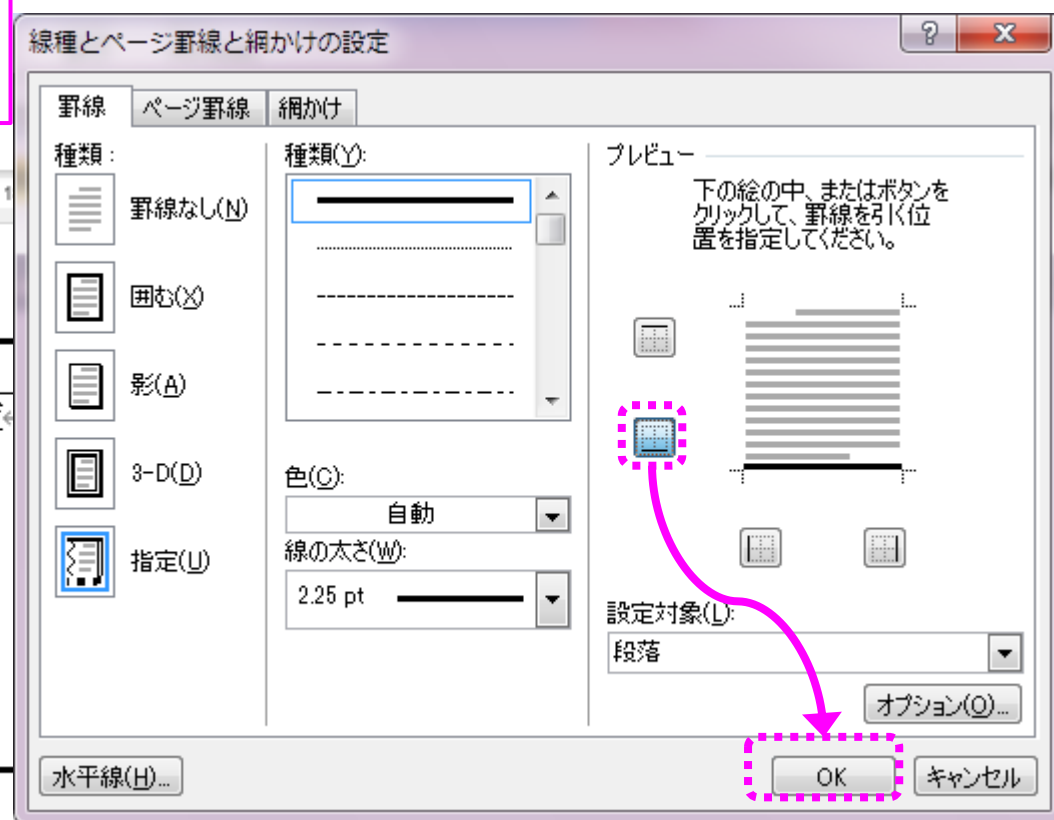 線種とページ罫線と網かけの設定
罫線
ページ罫線
網かけ
種類:
罫線なし(N)
囲む(X)
影(A)
3-D(D)
指定(U)
種類(Y):
色(C):
自動
線の太さ(W):
2.25 pt
プレビュー
下の絵の中、またはボタンを
クリックして、罫線を引く位
置を指定してください。
設定対象(L):
段落
オプション(O)...
水平線(H)...
OK
キャンセル